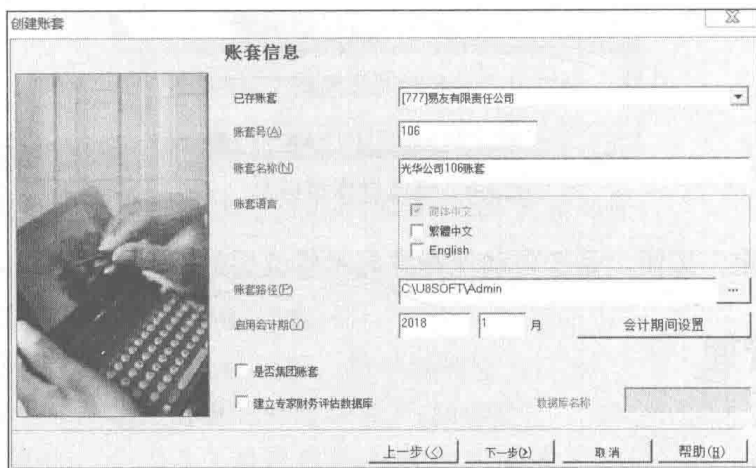 创建账套
账套信息
已存账套 [777]易友有限责任公司
账套号(A) 106
账套名称(N) 光华公司106账套
账套语言 简体中文
繁體中文
English
账套路径(P) C:\U8SOFT\Admin ...
启用会计期(Y) 2018 1 月 会计期间设置
是否集团账套
建立专家财务评估数据库 数据库名称
上一步(<) 下一步(>) 取消 帮助(H)